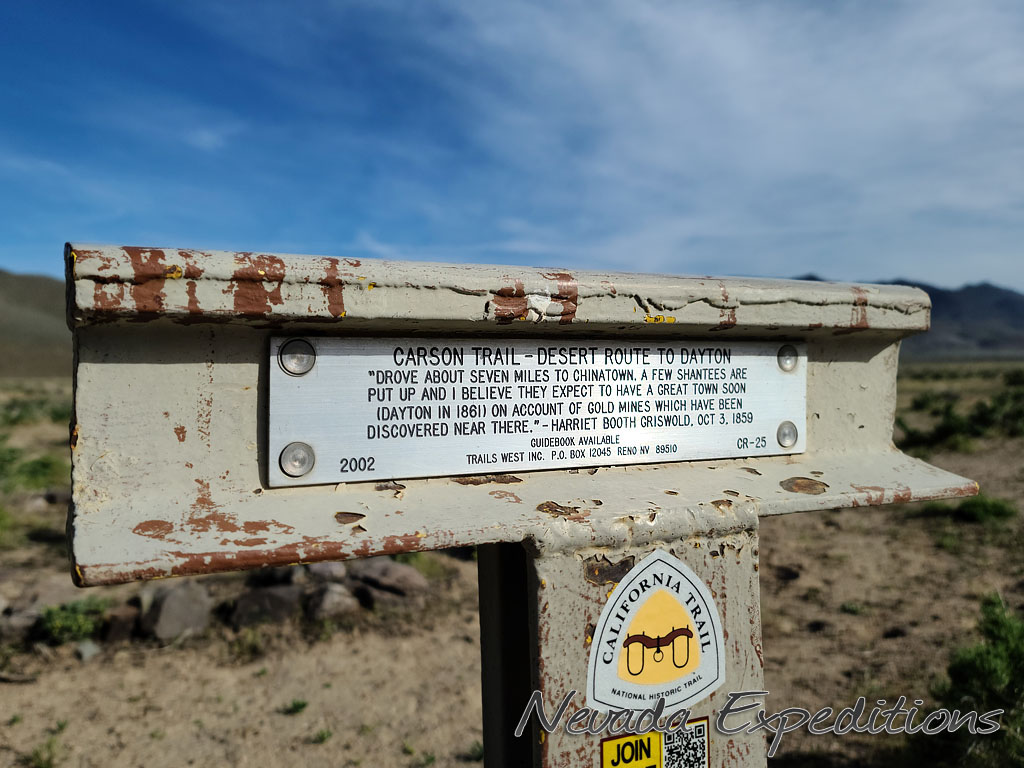 CARSON TRAIL - DESERT ROUTE TO DAYTON
"DROVE ABOUT SEVEN MILES TO CHINATOWN. A FEW SHANTEES ARE
PUT UP AND I BELIEVE THEY EXPECT TO HAVE A GREAT TOWN SOON
(DAYTON IN 1861) ON ACCOUNT OF GOLD MINES WHICH HAVE BEEN
DISCOVERED NEAR THERE." - HARRIET BOOTH GRISWOLD, OCT 3, 1859
GUIDEBOOK AVAILABLE
2002 TRAILS WEST INC. P.O. BOX 12045 RENO NV 89510 CR-25
CALIFORNIA TRAIL
NATIONAL HISTORIC TRAIL
JOIN
Nevada Expeditions